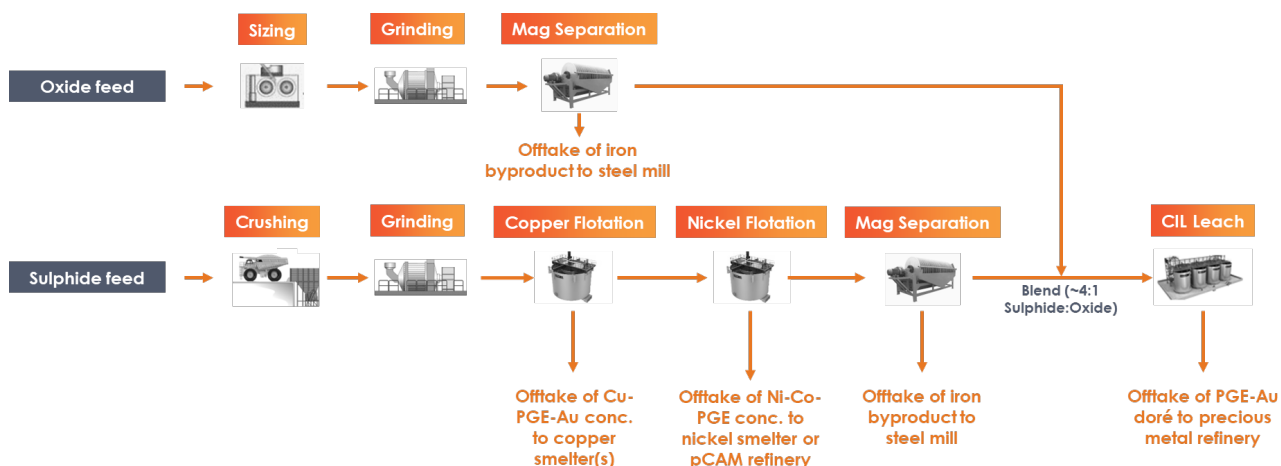 Sizing
Grinding
Mag Separation
Oxide feed
Offtake of iron
byproduct to steel mill
Crushing
Grinding
Copper Flotation
Nickel Flotation
Mag Separation
CIL Leach
Sulphide feed
Blend (~4:1
Sulphide:Oxide)
Offtake of Cu-
PGE-Au conc.
to copper
smelter(s)
Offtake of Ni-Co-
PGE conc. to
nickel smelter or
pCAM refinery
Offtake of iron
byproduct to
steel mill
Offtake of PGE-Au
doré to precious
metal refinery